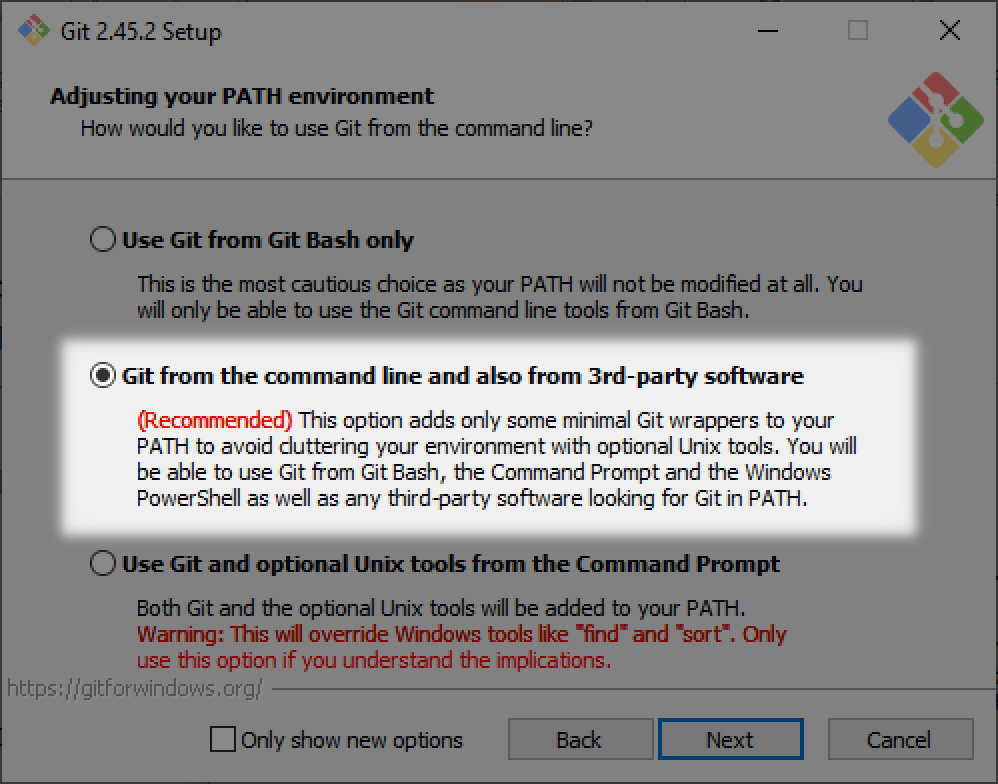 Git 2.45.2 Setup
Adjusting your PATH environment
How would you like to use Git from the command line?
Use Git from Git Bash only
This is the most cautious choice as your PATH will not be modified at all. You
will only be able to use the Git command line tools from Git Bash.
Git from the command line and also from 3rd-party software
(Recommended) This option adds only some minimal Git wrappers to your
PATH to avoid cluttering your environment with optional Unix tools. You will
be able to use Git from Git Bash, the Command Prompt and the Windows
PowerShell as well as any third-party software looking for Git in PATH.
Use Git and optional Unix tools from the Command Prompt
Both Git and the optional Unix tools will be added to your PATH.
Warning: This will override Windows tools like "find" and "sort". Only
use this option if you understand the implications.
https://gitforwindows.org/
Only show new options
Back
Next
Cancel